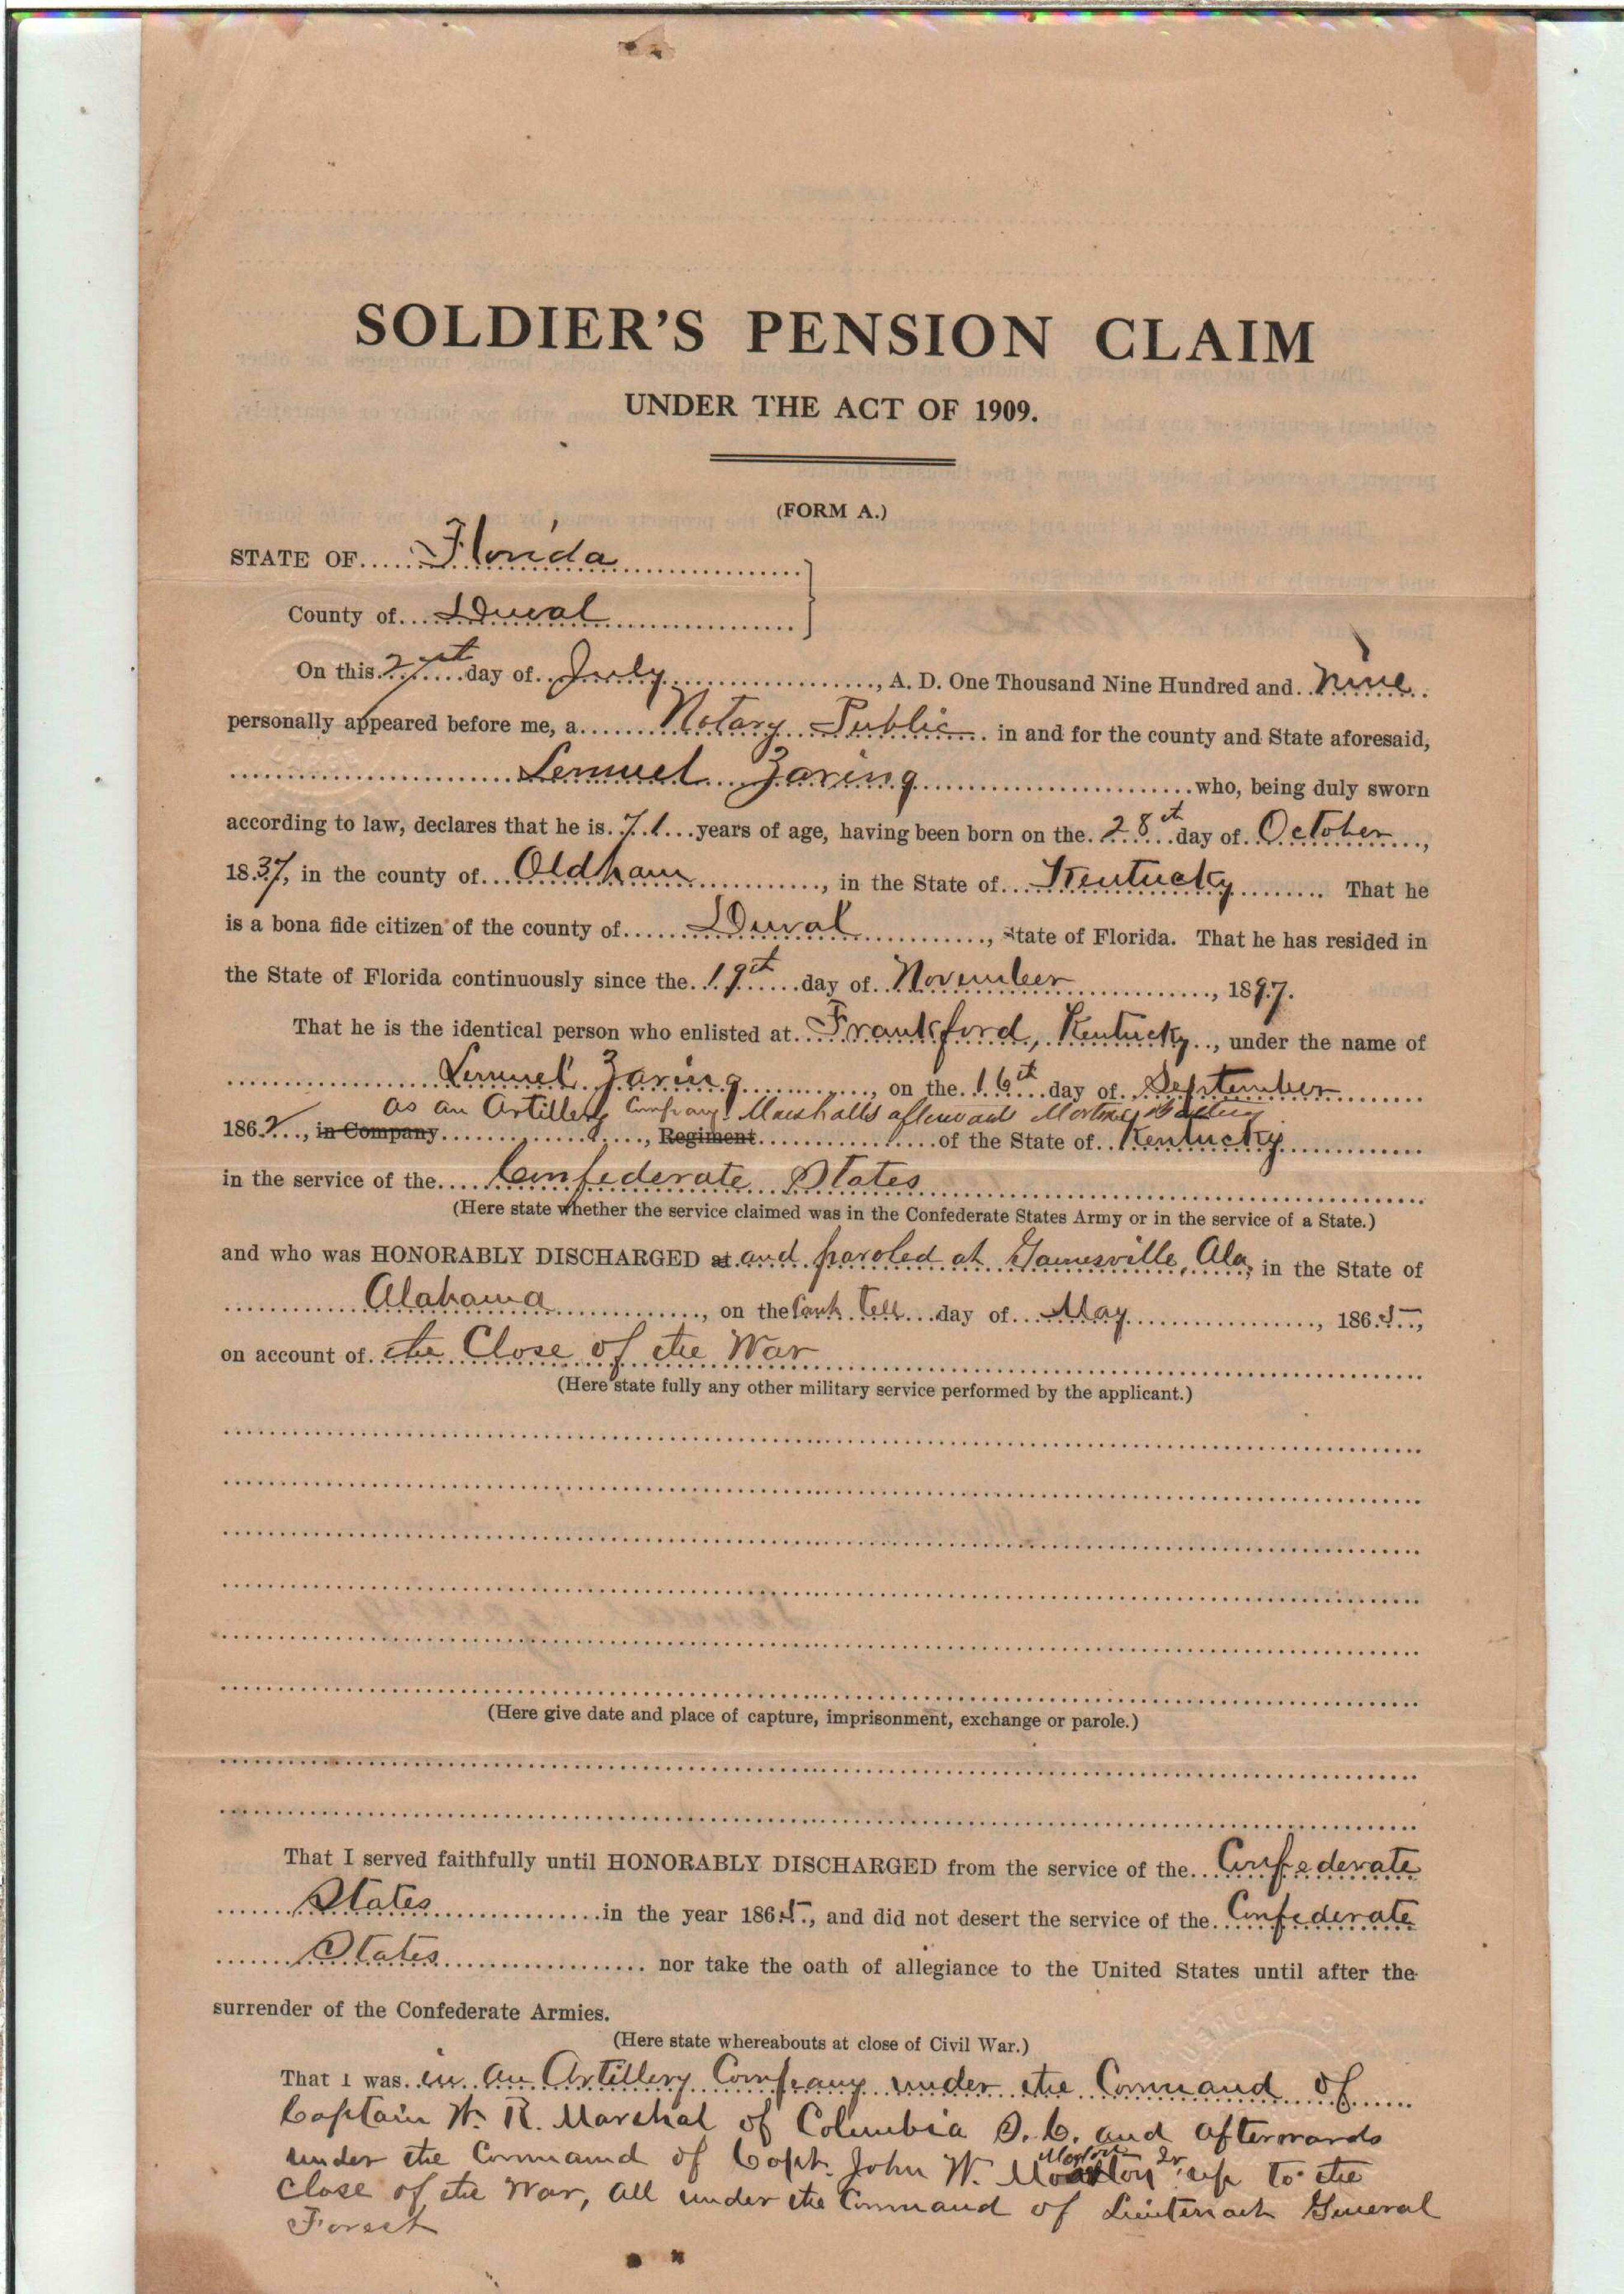 SOLDIER'S PENSION CLAIM
UNDER THE ACT OF 1909.
(FORM A.)
STATE OF Florida
County of Duval
On this 21st day of July, A. D. One Thousand Nine Hundred and nine
personally appeared before me, a Notary Public in and for the county and State aforesaid,
Lemuel Zaring who, being duly sworn
according to law, declares that he is 71 years of age, having been born on the 28th day of October,
1837, in the county of Oldham, in the State of Kentucky. That he
is a bona fide citizen of the county of Duval, State of Florida. That he has resided in
the State of Florida continuously since the 19th day of November, 1897.
That he is the identical person who enlisted at Frankford, Kentucky, under the name of
Lemuel Zaring, on the 16th day of September
as an Artillery Company Marshalls afterwards Battery
1862, in Company, Regiment of the State of Kentucky
in the service of the Confederate States
(Here state whether the service claimed was in the Confederate States Army or in the service of a State.)
and who was HONORABLY DISCHARGED at and paroled at Gainesville, Ala, in the State of
Alabama, on the day of May, 1865,
on account of the Close of the War
(Here state fully any other military service performed by the applicant.)
(Here give date and place of capture, imprisonment, exchange or parole.)
That I served faithfully until HONORABLY DISCHARGED from the service of the Confederate
States in the year 1865, and did not desert the service of the Confederate
States nor take the oath of allegiance to the United States until after the
surrender of the Confederate Armies.
(Here state whereabouts at close of Civil War.)
That I was in an Artillery Company under the Command of
Captain W. R. Marshal of Columbia and afterwards
under the Command of Capt. John W. Morton Jr. up to the
Close of the War, all under the Command of Lieutenant General
Forest